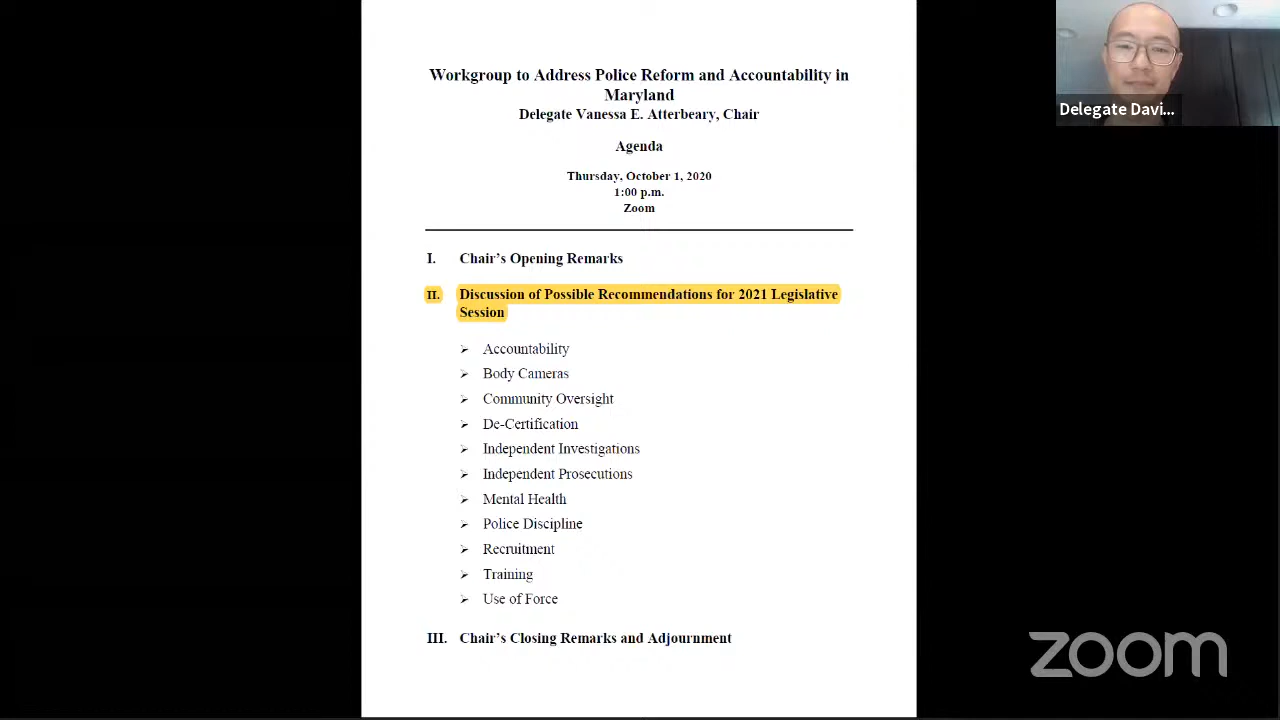 Workgroup to Address Police Reform and Accountability in
Maryland
Delegate Vanessa E. Atterbeary, Chair
Agenda
Thursday, October 1, 2020
1:00 p.m.
Zoom
I. Chair's Opening Remarks
II. Discussion of Possible Recommendations for 2021 Legislative
Session
➢ Accountability
➢ Body Cameras
➢ Community Oversight
➢ De-Certification
➢ Independent Investigations
➢ Independent Prosecutions
➢ Mental Health
➢ Police Discipline
➢ Recruitment
➢ Training
➢ Use of Force
III. Chair's Closing Remarks and Adjournment
Delegate Davi...
zoom